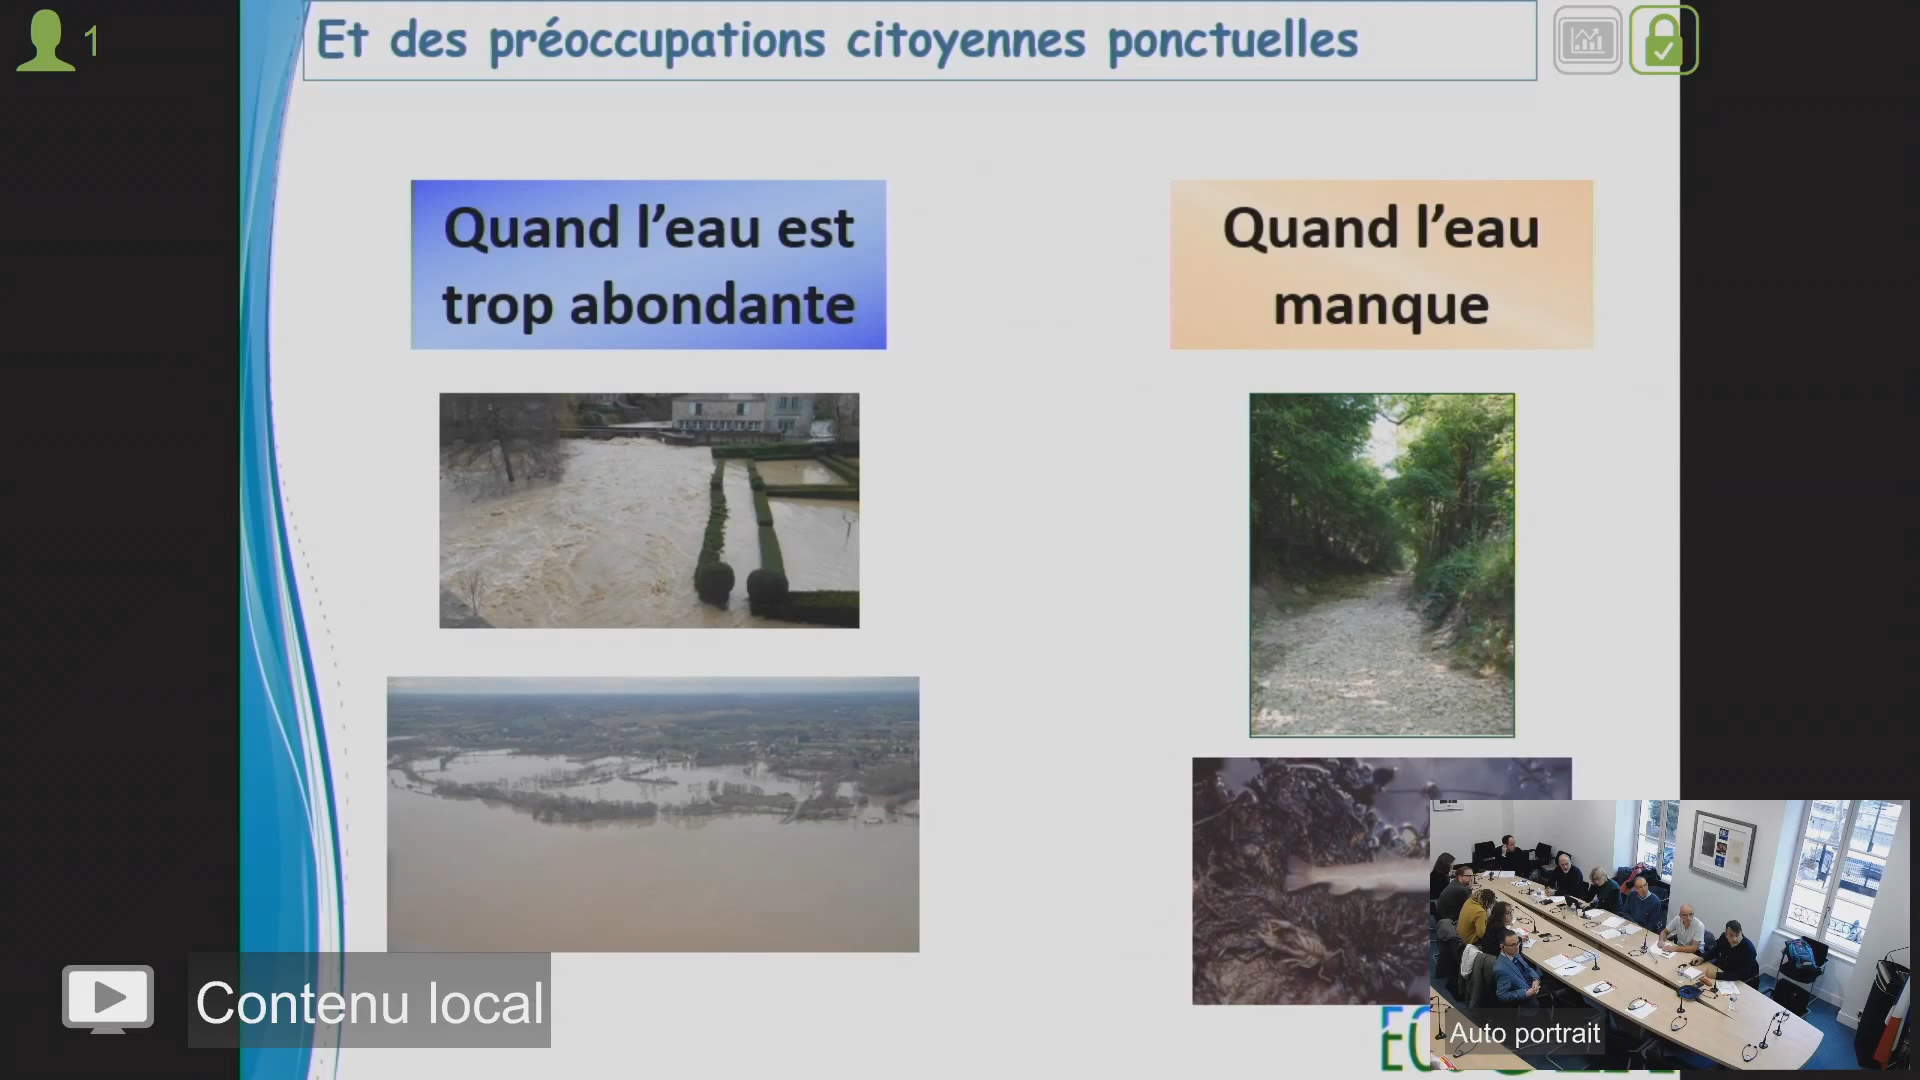 1
Et des préoccupations citoyennes ponctuelles
Quand l’eau est
trop abondante
Quand l’eau
manque
Contenu local
Auto portrait